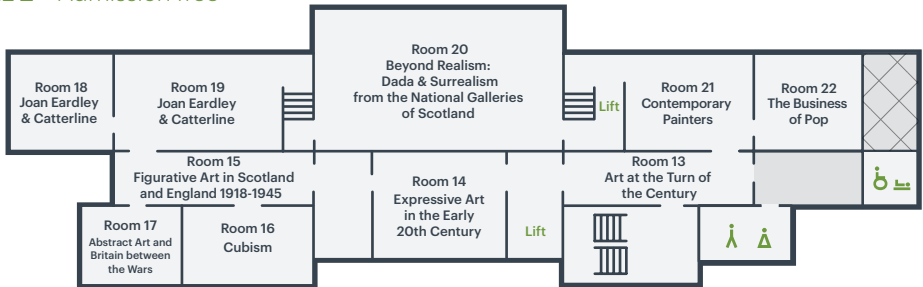 Room 20
Beyond Realism:
Dada & Surrealism
from the National Galleries
of Scotland
Room 18
Joan Eardley
& Catterline
Room 19
Joan Eardley
& Catterline
Lift
Room 21
Contemporary
Painters
Room 22
The Business
of Pop
Room 15
Figurative Art in Scotland
and England 1918-1945
Room 14
Expressive Art
in the Early
20th Century
Room 13
Art at the Turn of
the Century
Room 17
Abstract Art and
Britain between
the Wars
Room 16
Cubism
Lift